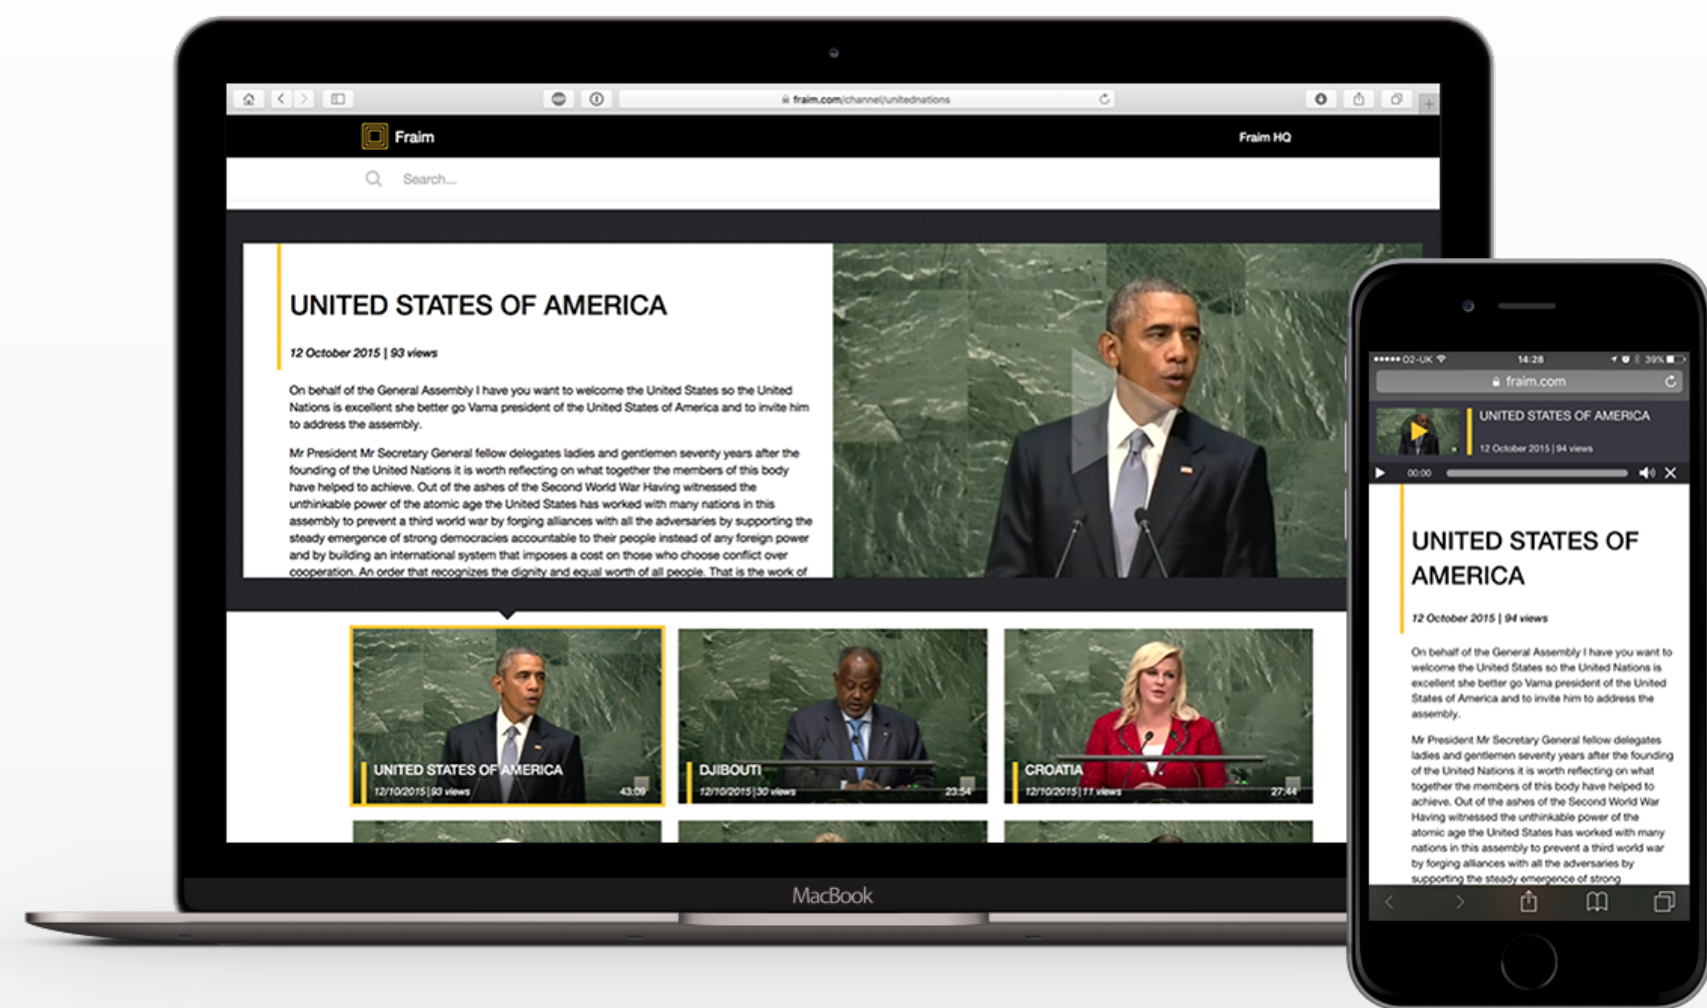 fraim.com/channel/unitednations
Fraim
Fraim HQ
Search...
UNITED STATES OF AMERICA
12 October 2015 | 93 views
On behalf of the General Assembly I have you want to welcome the United States so the United
Nations is excellent she better go Vama president of the United States of America and to invite him
to address the assembly.
Mr President Mr Secretary General fellow delegates ladies and gentlemen seventy years after the
founding of the United Nations it is worth reflecting on what together the members of this body
have helped to achieve. Out of the ashes of the Second World War Having witnessed the
unthinkable power of the atomic age the United States has worked with many nations in this
assembly to prevent a third world war by forging alliances with all the adversaries by supporting the
steady emergence of strong democracies accountable to their people instead of any foreign power
and by building an international system that imposes a cost on those who choose conflict over
cooperation. An order that recognizes the dignity and equal worth of all people. That is the work of
UNITED STATES OF AMERICA
12/10/2015 | 93 views
43:09
DJIBOUTI
12/10/2015 | 30 views
23:54
CROATIA
12/10/2015 | 11 views
27:44
MacBook
O2-UK
14:28
39%
fraim.com
UNITED STATES OF AMERICA
12 October 2015 | 94 views
00:00
UNITED STATES OF
AMERICA
12 October 2015 | 94 views
On behalf of the General Assembly I have you want to
welcome the United States so the United Nations is
excellent she better go Vama president of the United
States of America and to invite him to address the
assembly.
Mr President Mr Secretary General fellow delegates
ladies and gentlemen seventy years after the founding
of the United Nations it is worth reflecting on what
together the members of this body have helped to
achieve. Out of the ashes of the Second World War
Having witnessed the unthinkable power of the
atomic age the United States has worked with many
nations in this assembly to prevent a third world war
by forging alliances with all the adversaries by
supporting the steady emergence of strong